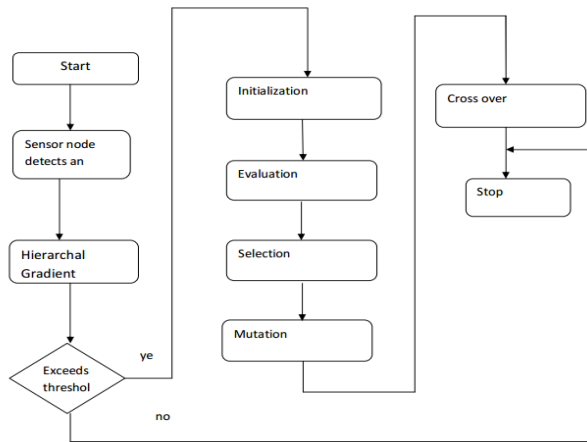 Start
Sensor node
detects an
Hierarchal
Gradient
Exceeds
threshol
ye
no
Initialization
Evaluation
Selection
Mutation
Cross over
Stop